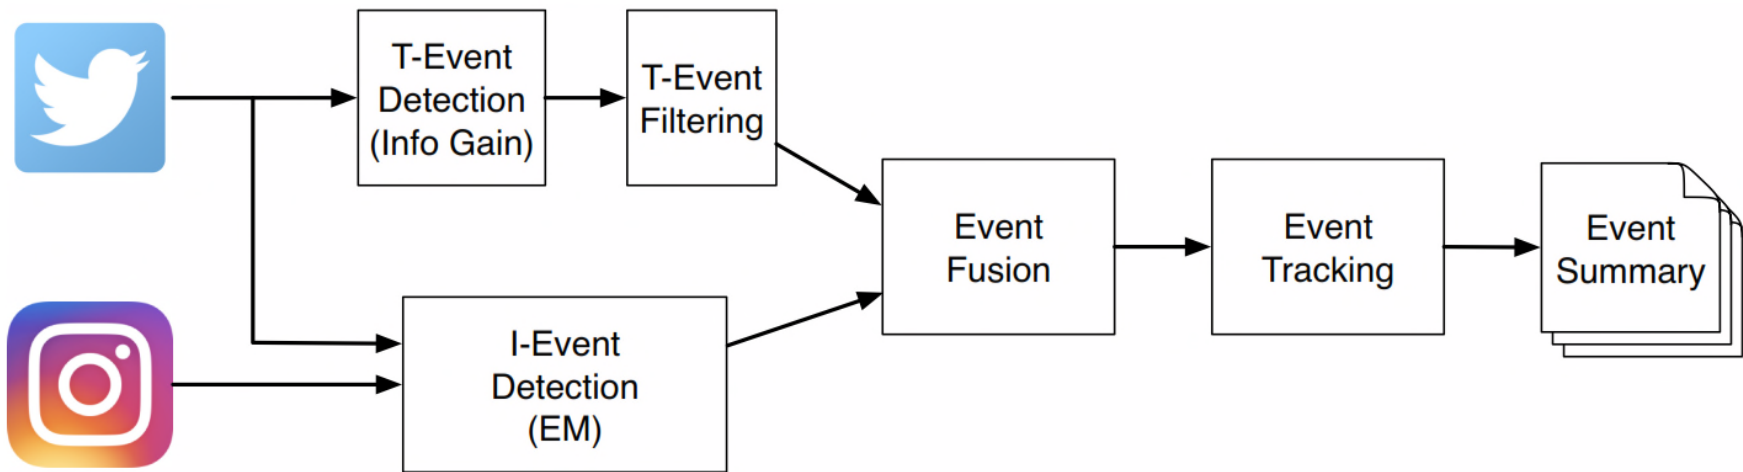 T-Event
Detection
(Info Gain)
T-Event
Filtering
Event
Fusion
Event
Tracking
Event
Summary
I-Event
Detection
(EM)